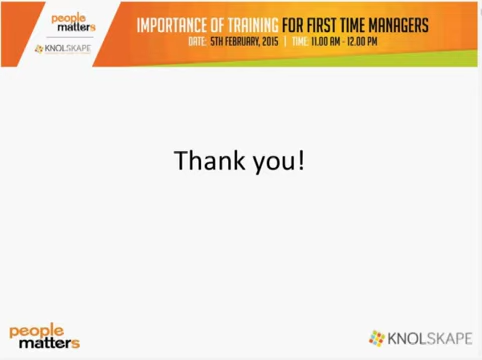 people
matters
KNOLSKAPE
IMPORTANCE OF TRAINING FOR FIRST TIME MANAGERS
DATE: 5TH FEBRUARY, 2015 | TIME: 11.00 AM - 12.00 PM
Thank you!
people
matters
KNOLSKAPE